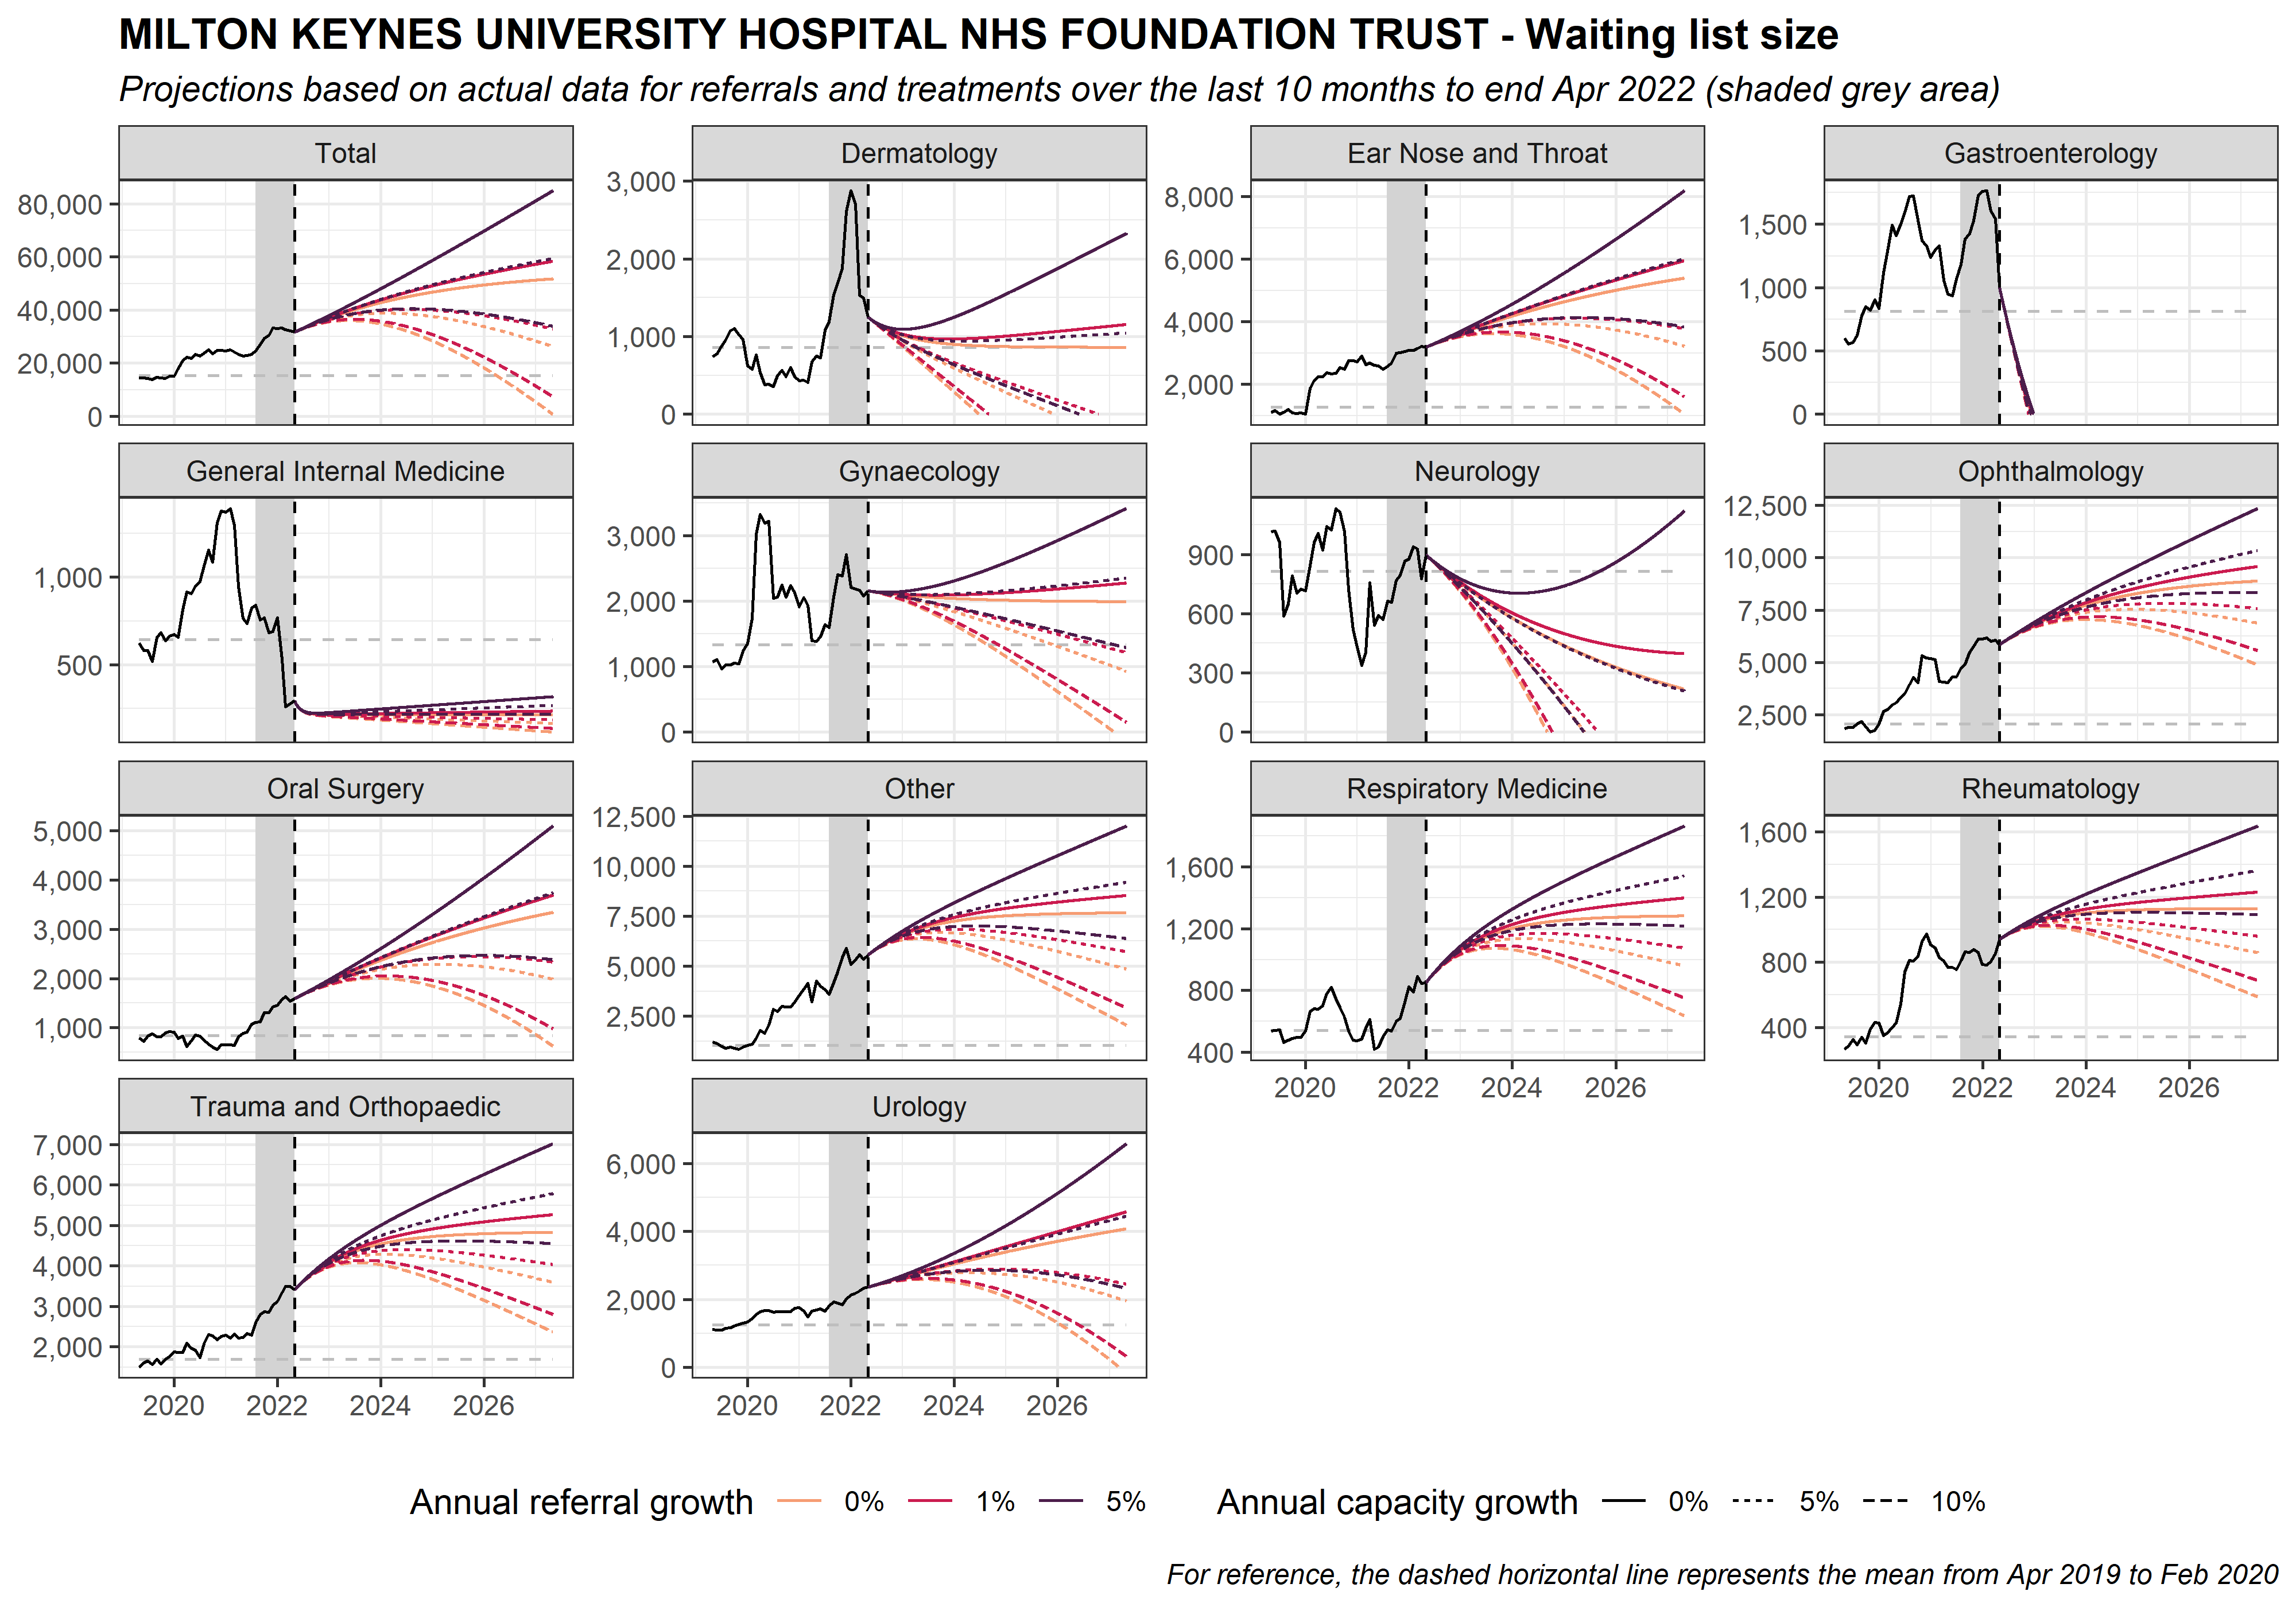 MILTON KEYNES UNIVERSITY HOSPITAL NHS FOUNDATION TRUST - Waiting list size
Projections based on actual data for referrals and treatments over the last 10 months to end Apr 2022 (shaded grey area)
Total
80,000
60,000
40,000
20,000
0
Dermatology
3,000
2,000
1,000
0
Ear Nose and Throat
8,000
6,000
4,000
2,000
Gastroenterology
1,500
1,000
500
0
General Internal Medicine
1,000
500
Gynaecology
3,000
2,000
1,000
0
Neurology
900
600
300
0
Ophthalmology
12,500
10,000
7,500
5,000
2,500
Oral Surgery
5,000
4,000
3,000
2,000
1,000
Other
12,500
10,000
7,500
5,000
2,500
Respiratory Medicine
1,600
1,200
800
400
2020 2022 2024 2026
Rheumatology
1,600
1,200
800
400
2020 2022 2024 2026
Trauma and Orthopaedic
7,000
6,000
5,000
4,000
3,000
2,000
2020 2022 2024 2026
Urology
6,000
4,000
2,000
0
2020 2022 2024 2026
Annual referral growth 0% 1% 5% Annual capacity growth 0% 5% 10%
For reference, the dashed horizontal line represents the mean from Apr 2019 to Feb 2020